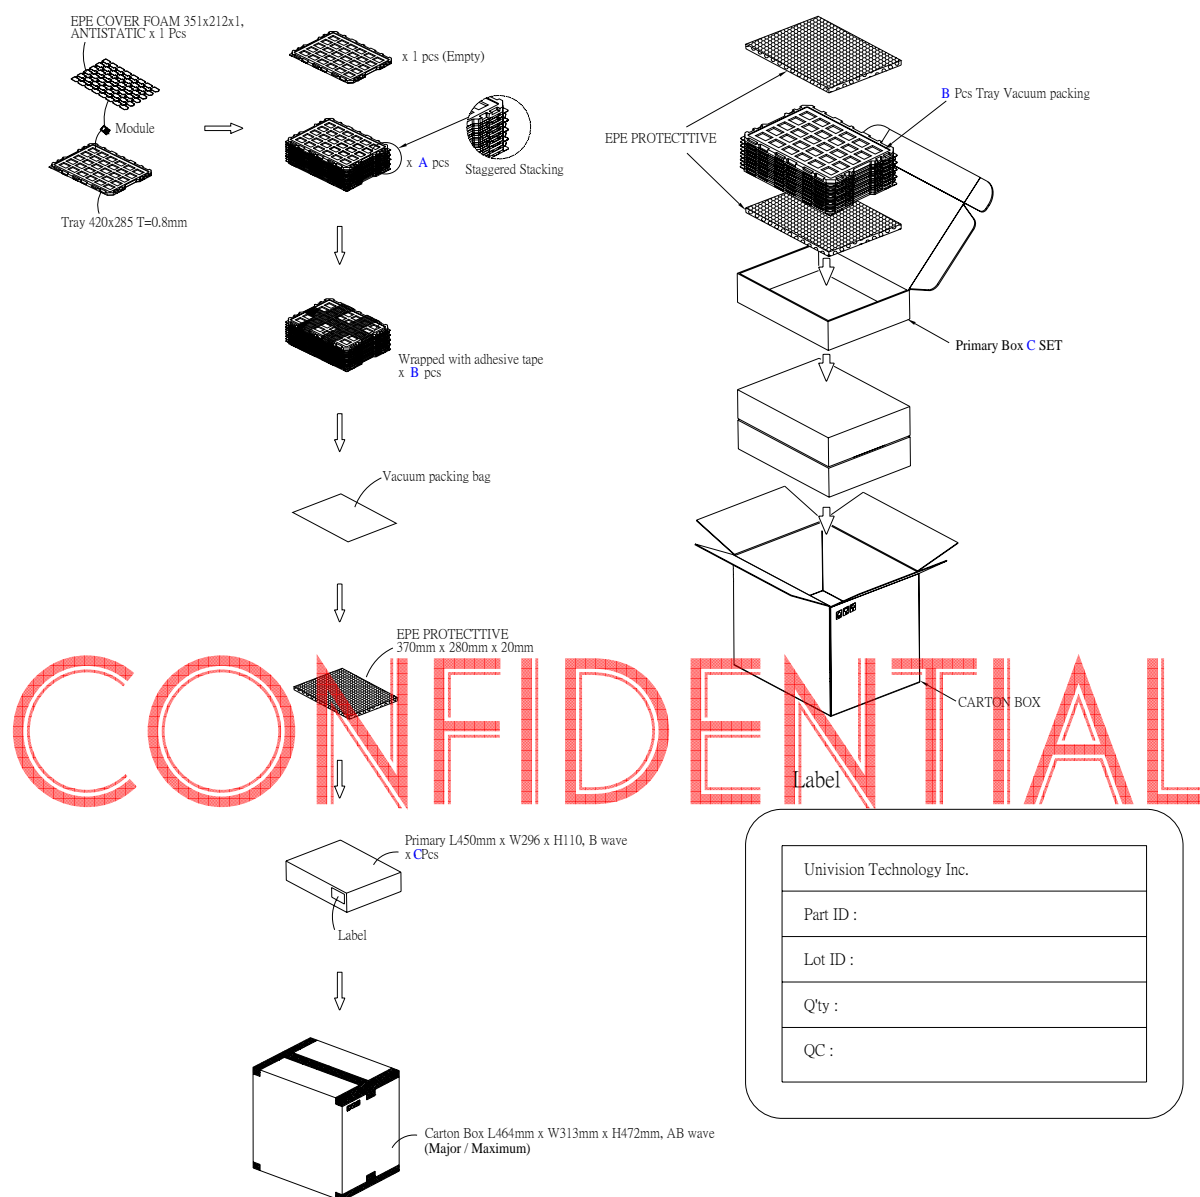 EPE COVER FOAM 351x212x1,
ANTISTATIC x 1 Pcs
Module
Tray 420x285 T=0.8mm
x 1 pcs (Empty)
x A pcs
Staggered Stacking
Wrapped with adhesive tape
x B pcs
Vacuum packing bag
EPE PROTECTTIVE
370mm x 280mm x 20mm
Primary L450mm x W296 x H110, B wave
x CPcs
Label
Carton Box L464mm x W313mm x H472mm, AB wave
(Major / Maximum)
B Pcs Tray Vacuum packing
EPE PROTECTTIVE
Primary Box C SET
CARTON BOX
CONFIDENTIAL
Label
Univision Technology Inc.
Part ID :
Lot ID :
Q'ty :
QC :